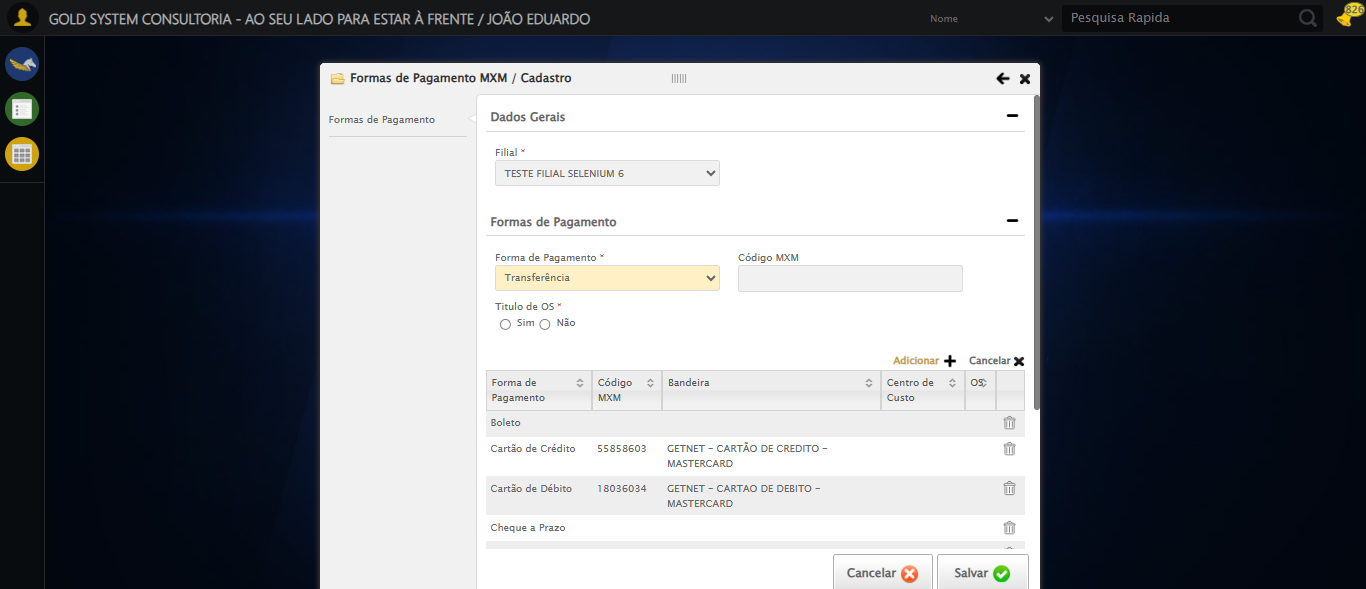 GOLD SYSTEM CONSULTORIA - AO SEU LADO PARA ESTAR À FRENTE / JOÃO EDUARDO
Nome
Pesquisa Rapida
826
Formas de Pagamento MXM / Cadastro
Formas de Pagamento
Dados Gerais
Filial *
TESTE FILIAL SELENIUM 6
Formas de Pagamento
Forma de Pagamento * Código MXM
Transferência
Titulo de OS *
Sim Não
Adicionar Cancelar
Forma de Pagamento Código MXM Bandeira Centro de Custo OS
Boleto
Cartão de Crédito 55858603 GETNET - CARTÃO DE CREDITO - MASTERCARD
Cartão de Débito 18036034 GETNET - CARTAO DE DEBITO - MASTERCARD
Cheque a Prazo
Cancelar Salvar